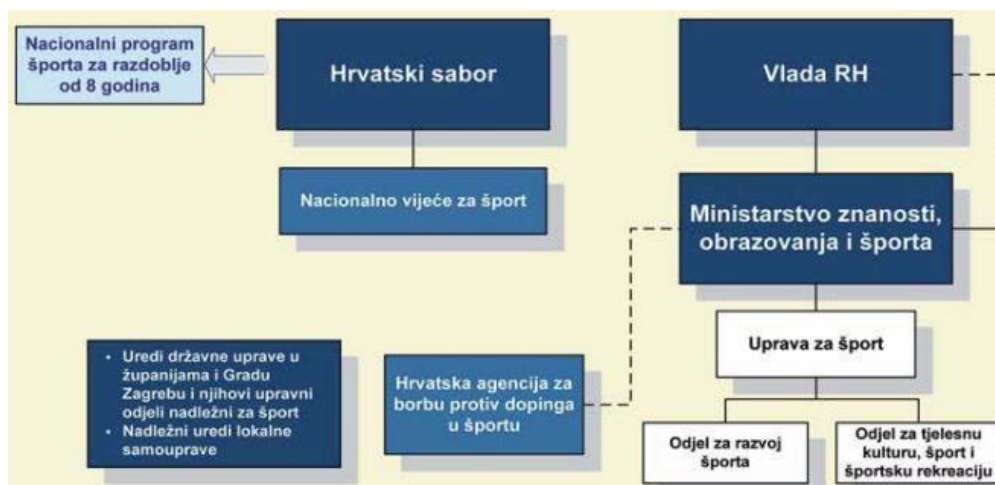 Nacionalni program
športa za razdoblje
od 8 godina
Hrvatski sabor
Vlada RH
Nacionalno vijeće za šport
Ministarstvo znanosti,
obrazovanja i športa
Uprava za šport
• Uredi državne uprave u
županijama i Gradu
Zagrebu i njihovi upravni
odjeli nadležni za šport
• Nadležni uredi lokalne
samouprave
Hrvatska agencija za
borbu protiv dopinga
u športu
Odjel za razvoj
športa
Odjel za tjelesnu
kulturu, šport i
športsku rekreaciju